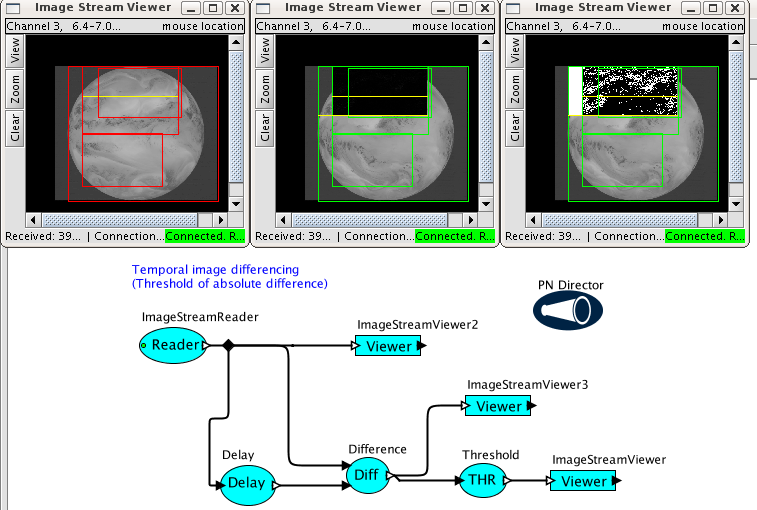 Image Stream Viewer
Channel 3, 6.4-7.0... mouse location
View
Zoom
Clear
Received: 39... | Connection... Connected. R...
Image Stream Viewer
Channel 3, 6.4-7.0... mouse location
View
Zoom
Clear
Received: 39... | Connection... Connected. R...
Image Stream Viewer
Channel 3, 6.4-7.0... mouse location
View
Zoom
Clear
Received: 39... | Connection... Connected. R...
Temporal image differencing
(Threshold of absolute difference)
PN Director
ImageStreamReader
Reader
ImageStreamViewer2
Viewer
ImageStreamViewer3
Viewer
Delay
Delay
Difference
Diff
Threshold
THR
ImageStreamViewer
Viewer